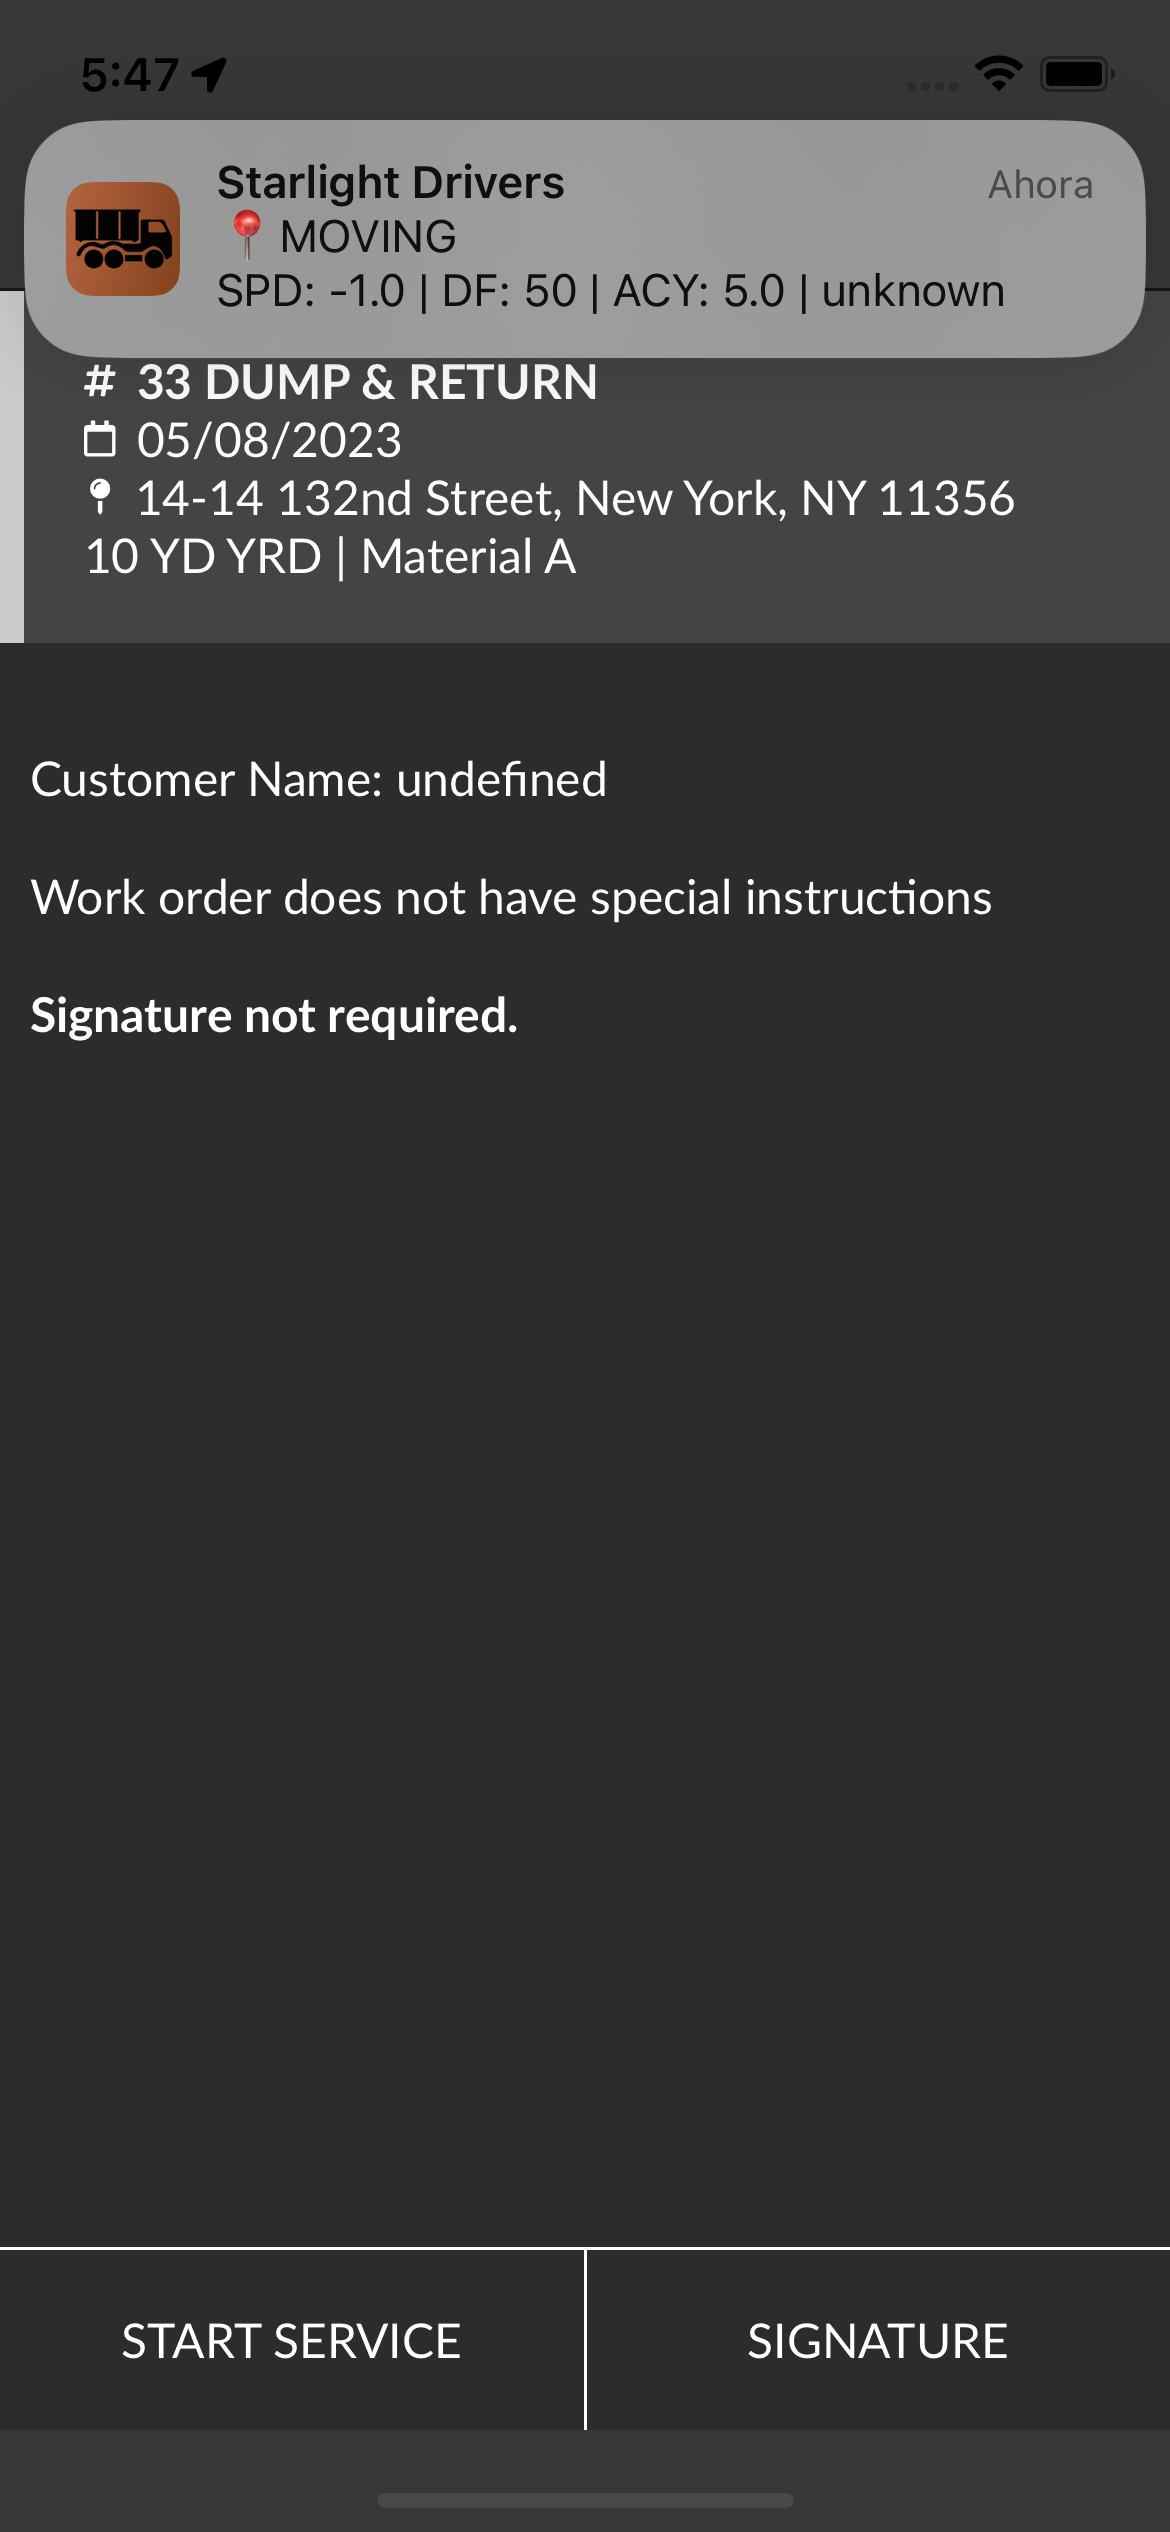 5:47
Starlight Drivers
Ahora
📍 MOVING
SPD: -1.0 | DF: 50 | ACY: 5.0 | unknown
# 33 DUMP & RETURN
05/08/2023
14-14 132nd Street, New York, NY 11356
10 YD YRD | Material A
Customer Name: undefined
Work order does not have special instructions
Signature not required.
START SERVICE
SIGNATURE